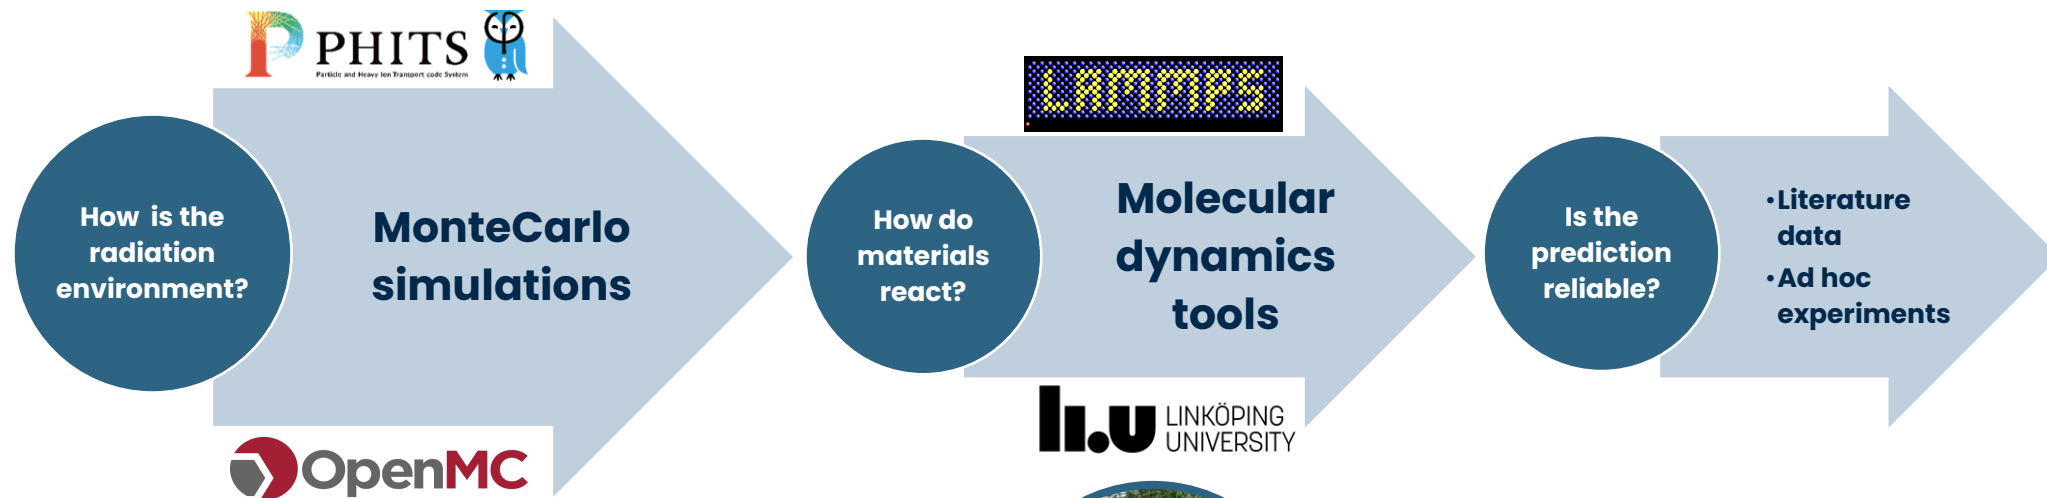 PHITS
Particle and Heavy Ion Transport code System
How is the
radiation
environment?
MonteCarlo
simulations
OpenMC
LAMMPS
How do
materials
react?
Molecular
dynamics
tools
li.u LINKÖPING
UNIVERSITY
Is the
prediction
reliable?
•Literature
data
•Ad hoc
experiments